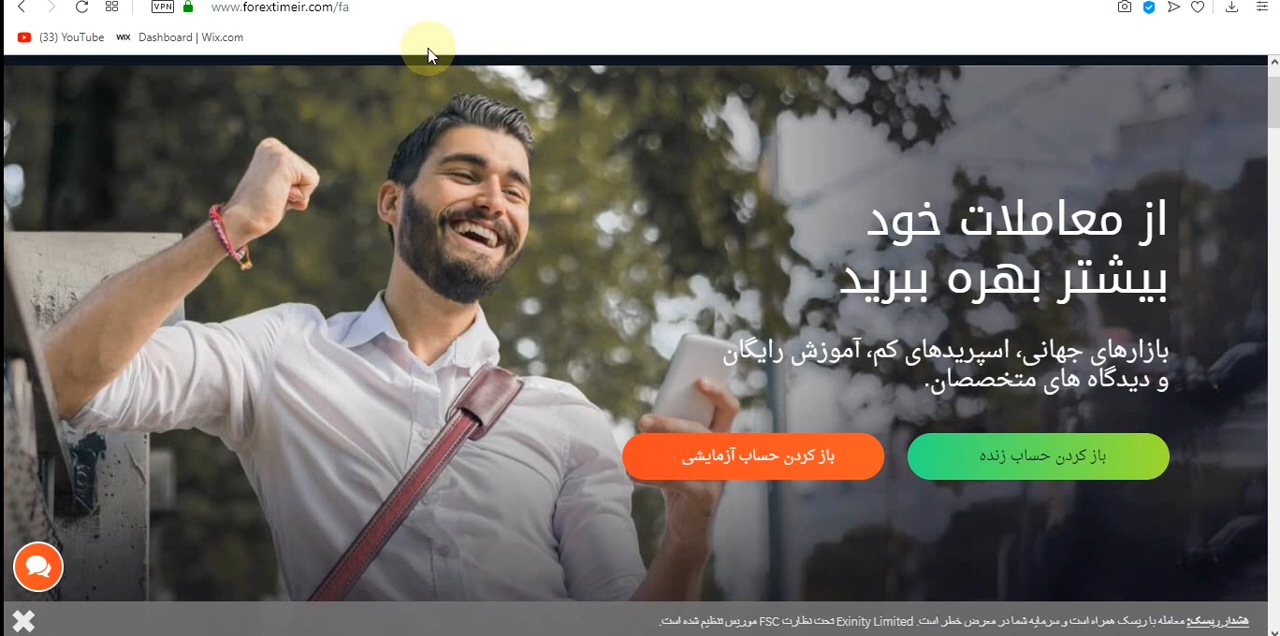 VPN
www.forextimeir.com/fa
(33) YouTube
WIX Dashboard | Wix.com
از معاملات خود
بیشتر بهره ببرید
بازارهای جهانی، اسپریدهای کم، آموزش رایگان
و دیدگاه های متخصصان.
باز کردن حساب زنده
باز کردن حساب آزمایشی
هشدار ریسک: معامله با ریسک همراه است و سرمایه شما در معرض خطر است. Exinity Limited تحت نظارت FSC موریس تنظیم شده است.